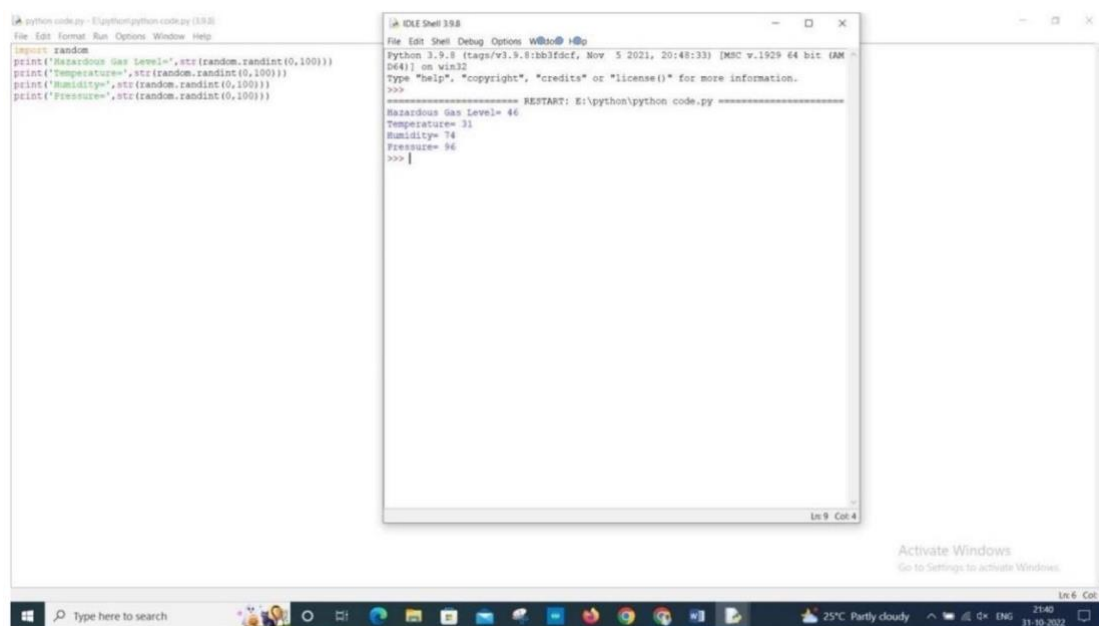 python code.py - E:\python\python code.py (3.9.8)
File Edit Format Run Options Window Help
import random
print('Hazardous Gas Level=',str(random.randint(0,100)))
print('Temperature=',str(random.randint(0,100)))
print('Humidity=',str(random.randint(0,100)))
print('Pressure=',str(random.randint(0,100)))
IDLE Shell 3.9.8
File Edit Shell Debug Options Window Help
Python 3.9.8 (tags/v3.9.8:bb3fdcf, Nov 5 2021, 20:48:33) [MSC v.1929 64 bit (AM
D64)] on win32
Type "help", "copyright", "credits" or "license()" for more information.
>>>
====================== RESTART: E:\python\python code.py =====================
Hazardous Gas Level= 46
Temperature= 31
Humidity= 74
Pressure= 96
>>>
Ln: 9 Col: 4
Activate Windows
Go to Settings to activate Windows.
Ln: 6 Col:
Type here to search
25°C Partly cloudy
ENG
21:40
31-10-2022